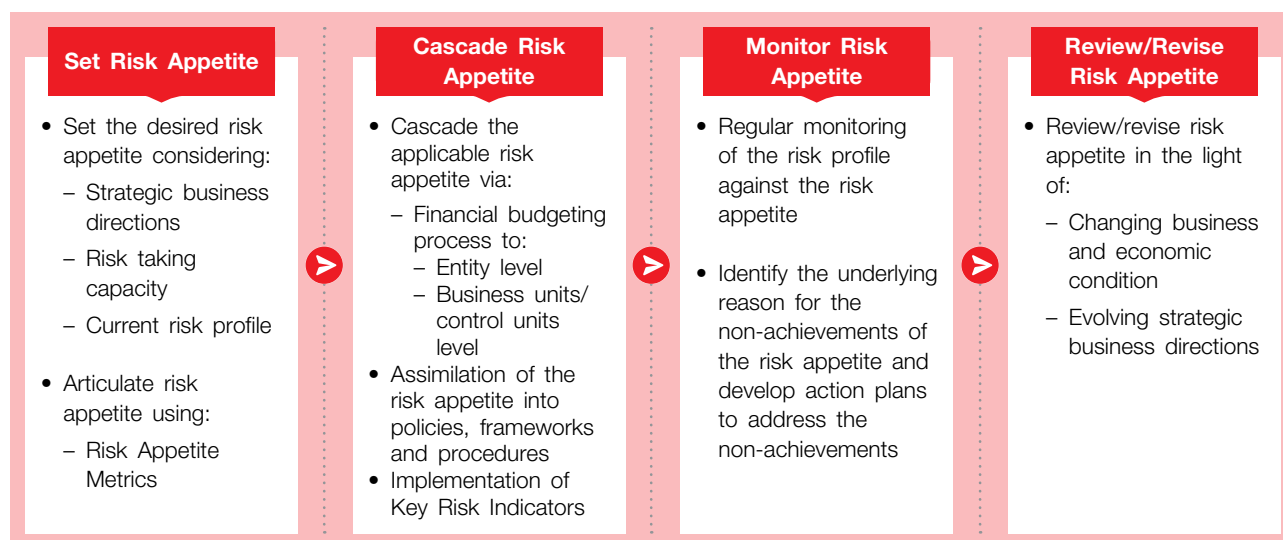 Set Risk Appetite
• Set the desired risk
appetite considering:
– Strategic business
directions
– Risk taking
capacity
– Current risk profile
• Articulate risk
appetite using:
– Risk Appetite
Metrics
Cascade Risk
Appetite
• Cascade the
applicable risk
appetite via:
– Financial budgeting
process to:
– Entity level
– Business units/
control units
level
• Assimilation of the
risk appetite into
policies, frameworks
and procedures
• Implementation of
Key Risk Indicators
Monitor Risk
Appetite
• Regular monitoring
of the risk profile
against the risk
appetite
• Identify the underlying
reason for the
non-achievements of
the risk appetite and
develop action plans
to address the
non-achievements
Review/Revise
Risk Appetite
• Review/revise risk
appetite in the light
of:
– Changing business
and economic
condition
– Evolving strategic
business directions